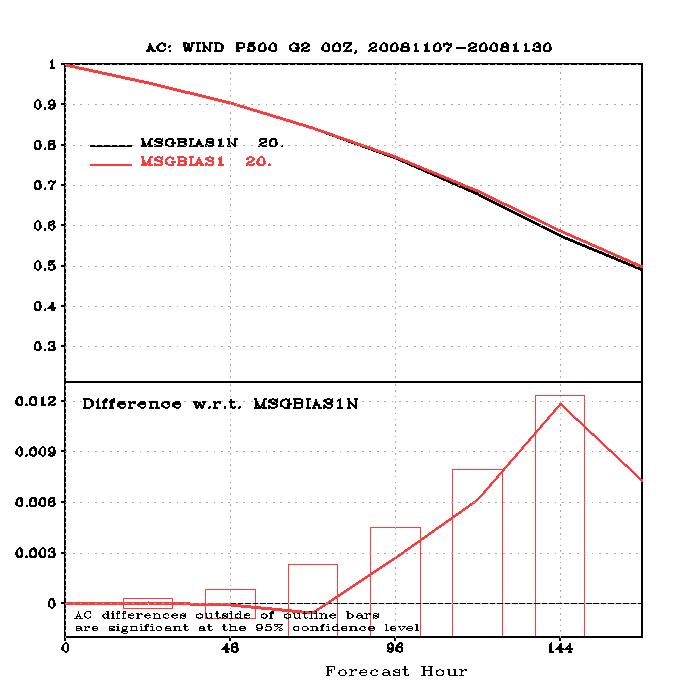 AC: WIND P500 G2 00Z, 20081107-20081130
1
0.9
MSGBIAS1N 20.
0.8
MSGBIAS1 20.
0.7
0.6
0.5
0.4
0.3
0.012
Difference w.r.t. MSGBIAS1N
0.009
0.006
0.003
0
AC differences outside of outline bars
are significant at the 95% confidence level
0 48 96 144
Forecast Hour